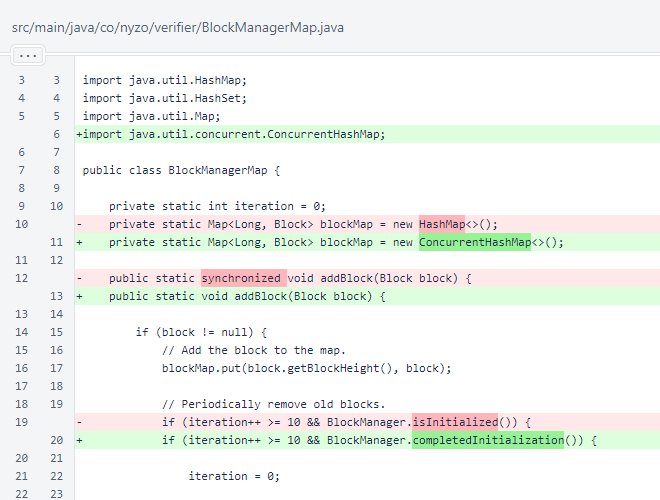 src/main/java/co/nyzo/verifier/BlockManagerMap.java
...
3 3 import java.util.HashMap;
4 4 import java.util.HashSet;
5 5 import java.util.Map;
6 +import java.util.concurrent.ConcurrentHashMap;
6 7
7 8 public class BlockManagerMap {
8 9
9 10 private static int iteration = 0;
10 - private static Map<Long, Block> blockMap = new HashMap<>();
11 + private static Map<Long, Block> blockMap = new ConcurrentHashMap<>();
11 12
12 - public static synchronized void addBlock(Block block) {
13 + public static void addBlock(Block block) {
13 14
14 15 if (block != null) {
15 16 // Add the block to the map.
16 17 blockMap.put(block.getBlockHeight(), block);
17 18
18 19 // Periodically remove old blocks.
19 - if (iteration++ >= 10 && BlockManager.isInitialized()) {
20 + if (iteration++ >= 10 && BlockManager.completedInitialization()) {
20 21
21 22 iteration = 0;
22 23